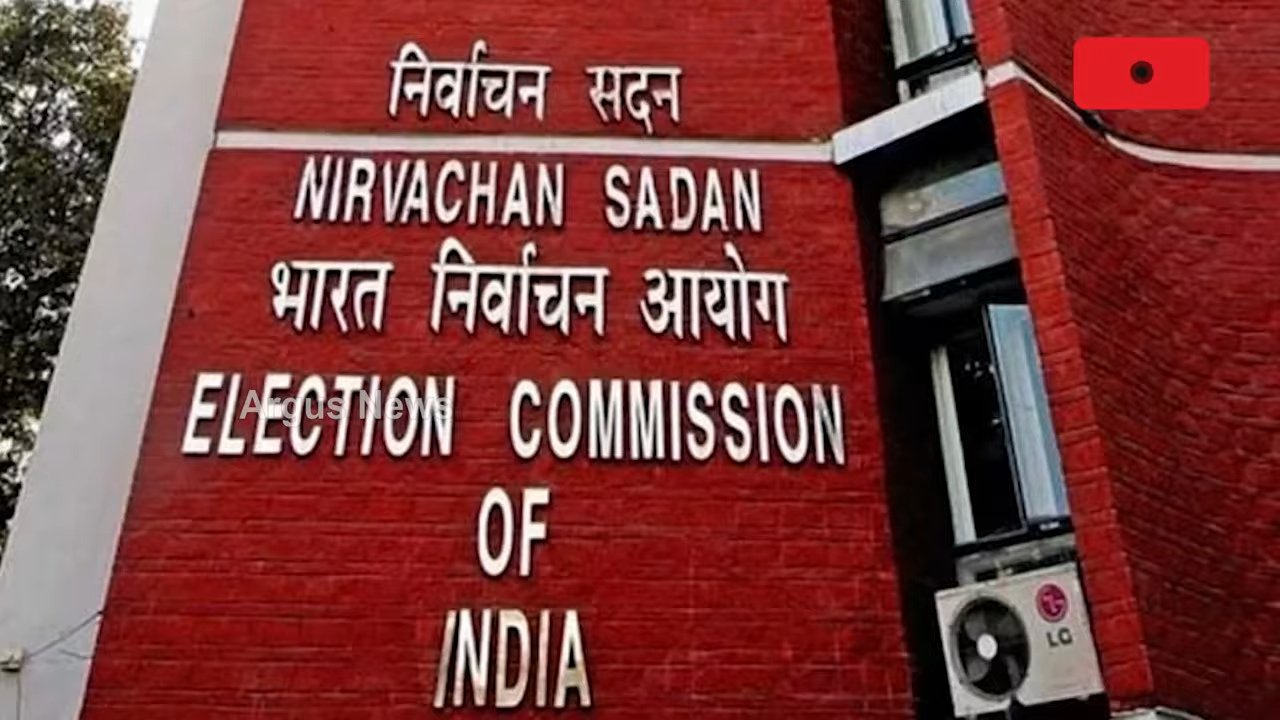 निर्वाचन सदन
NIRVACHAN SADAN
भारत निर्वाचन आयोग
ELECTION COMMISSION
Argus News
OF
INDIA
LG